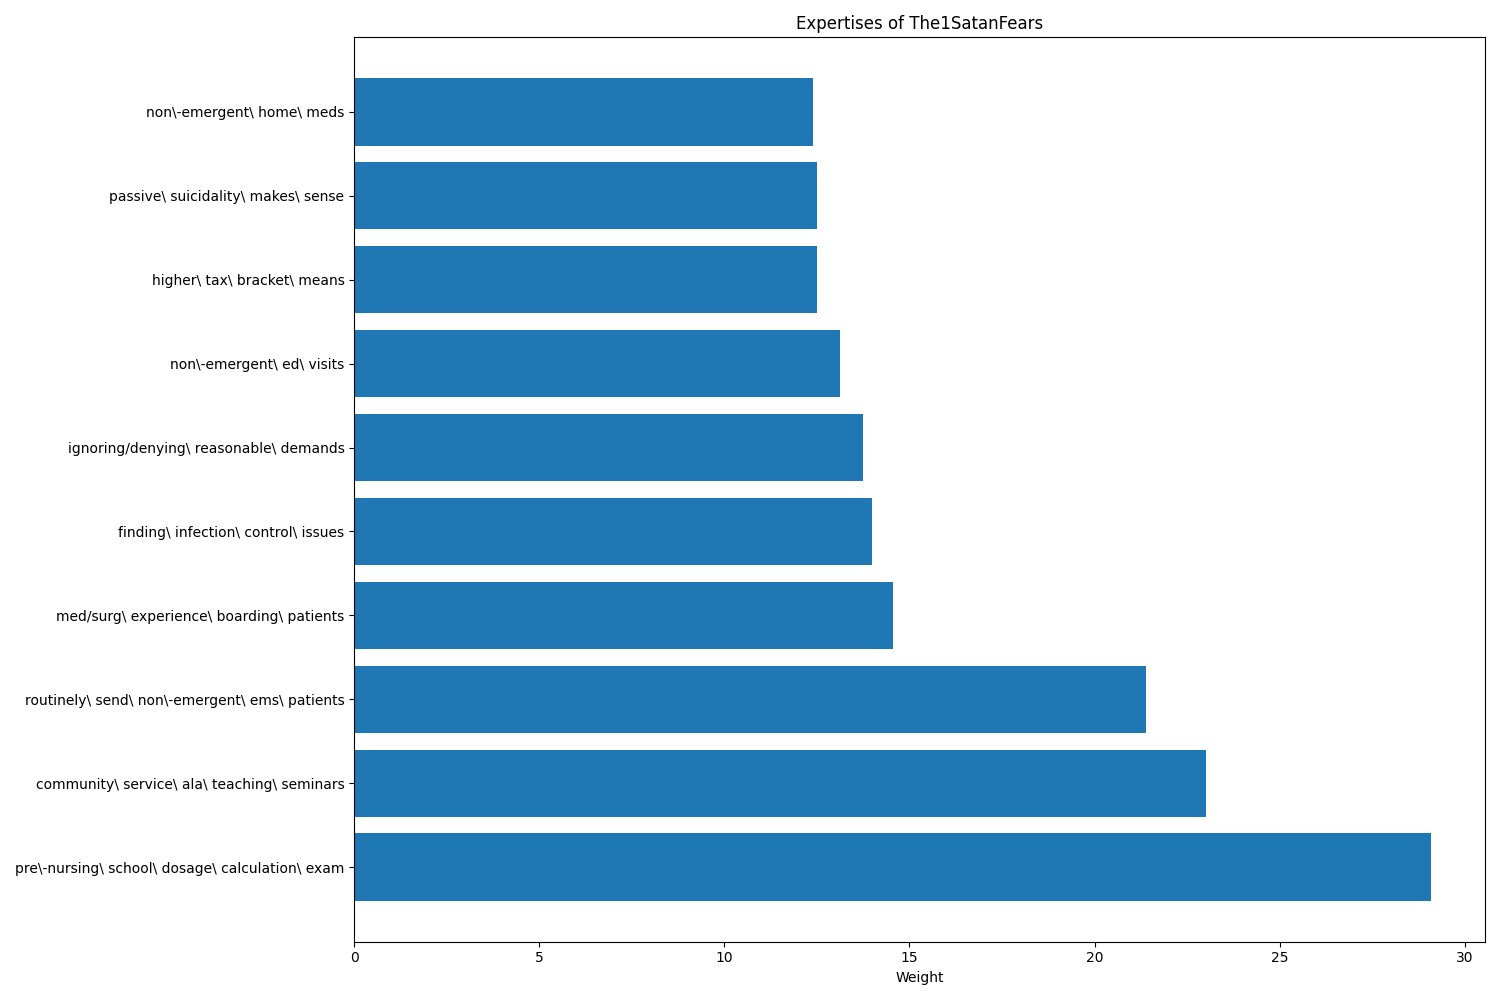 Expertises of The1SatanFears
non\-emergent\ home\ meds
passive\ suicidality\ makes\ sense
higher\ tax\ bracket\ means
non\-emergent\ ed\ visits
ignoring/denying\ reasonable\ demands
finding\ infection\ control\ issues
med/surg\ experience\ boarding\ patients
routinely\ send\ non\-emergent\ ems\ patients
community\ service\ ala\ teaching\ seminars
pre\-nursing\ school\ dosage\ calculation\ exam
0 5 10 15 20 25 30
Weight